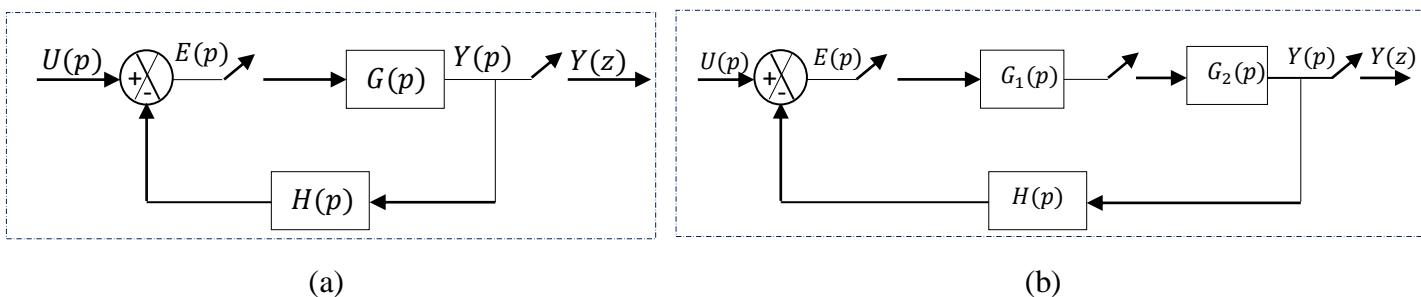 U(p) + - E(p) G(p) Y(p) Y(z)
H(p)
(a)
U(p) + - E(p) G₁(p) G₂(p) Y(p) Y(z)
H(p)
(b)